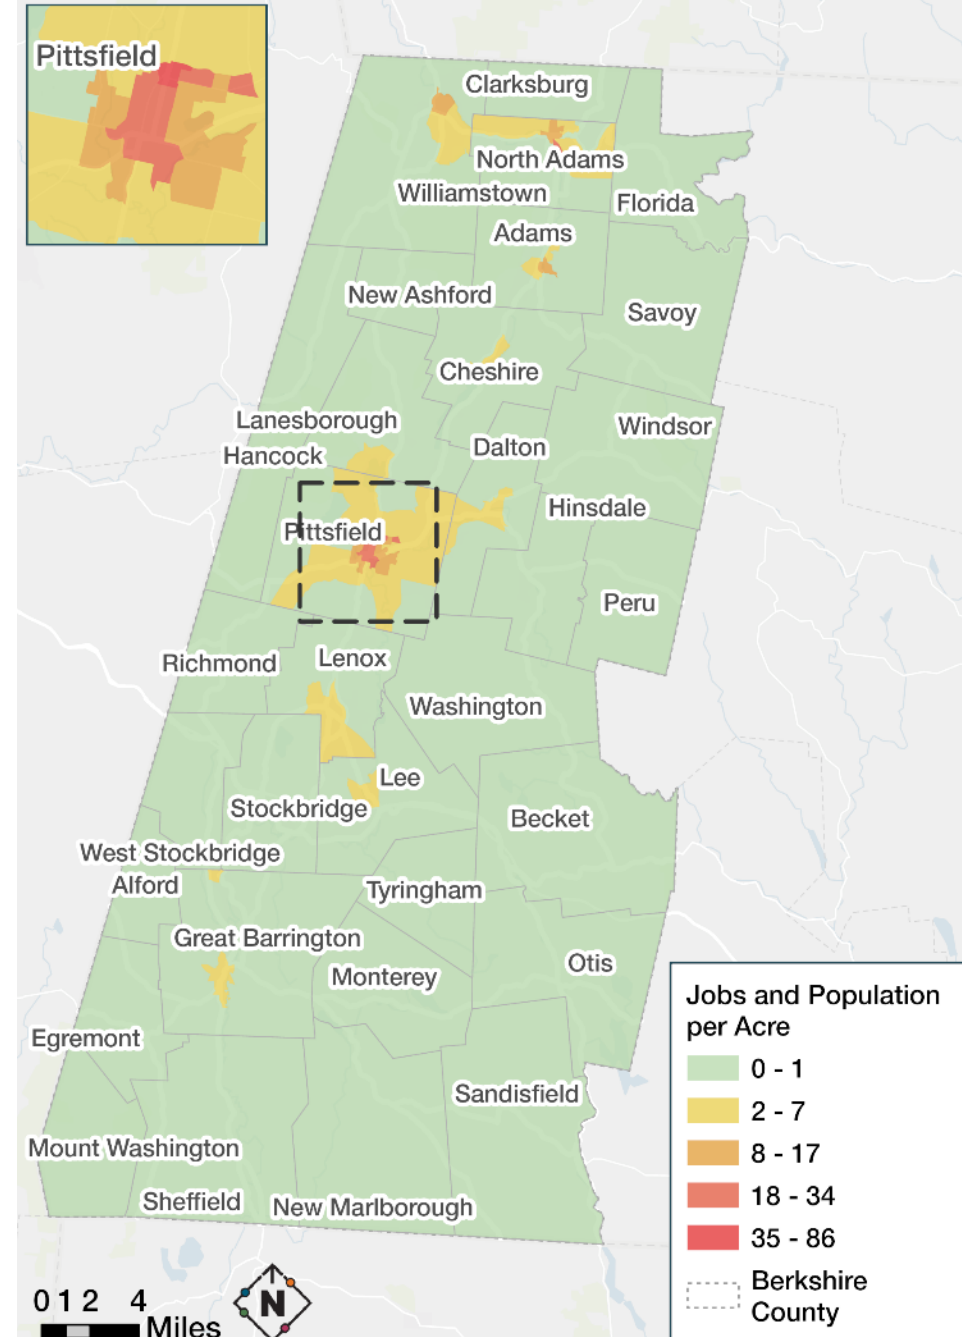 Pittsfield
Clarksburg
North Adams
Williamstown
Florida
Adams
New Ashford
Savoy
Cheshire
Lanesborough
Windsor
Dalton
Hancock
Hinsdale
Pittsfield
Peru
Richmond
Lenox
Washington
Lee
Stockbridge
Becket
West Stockbridge
Alford
Tyringham
Great Barrington
Otis
Monterey
Egremont
Sandisfield
Mount Washington
Sheffield
New Marlborough
Jobs and Population
per Acre
0 - 1
2 - 7
8 - 17
18 - 34
35 - 86
Berkshire
County
0 1 2 4
Miles
N